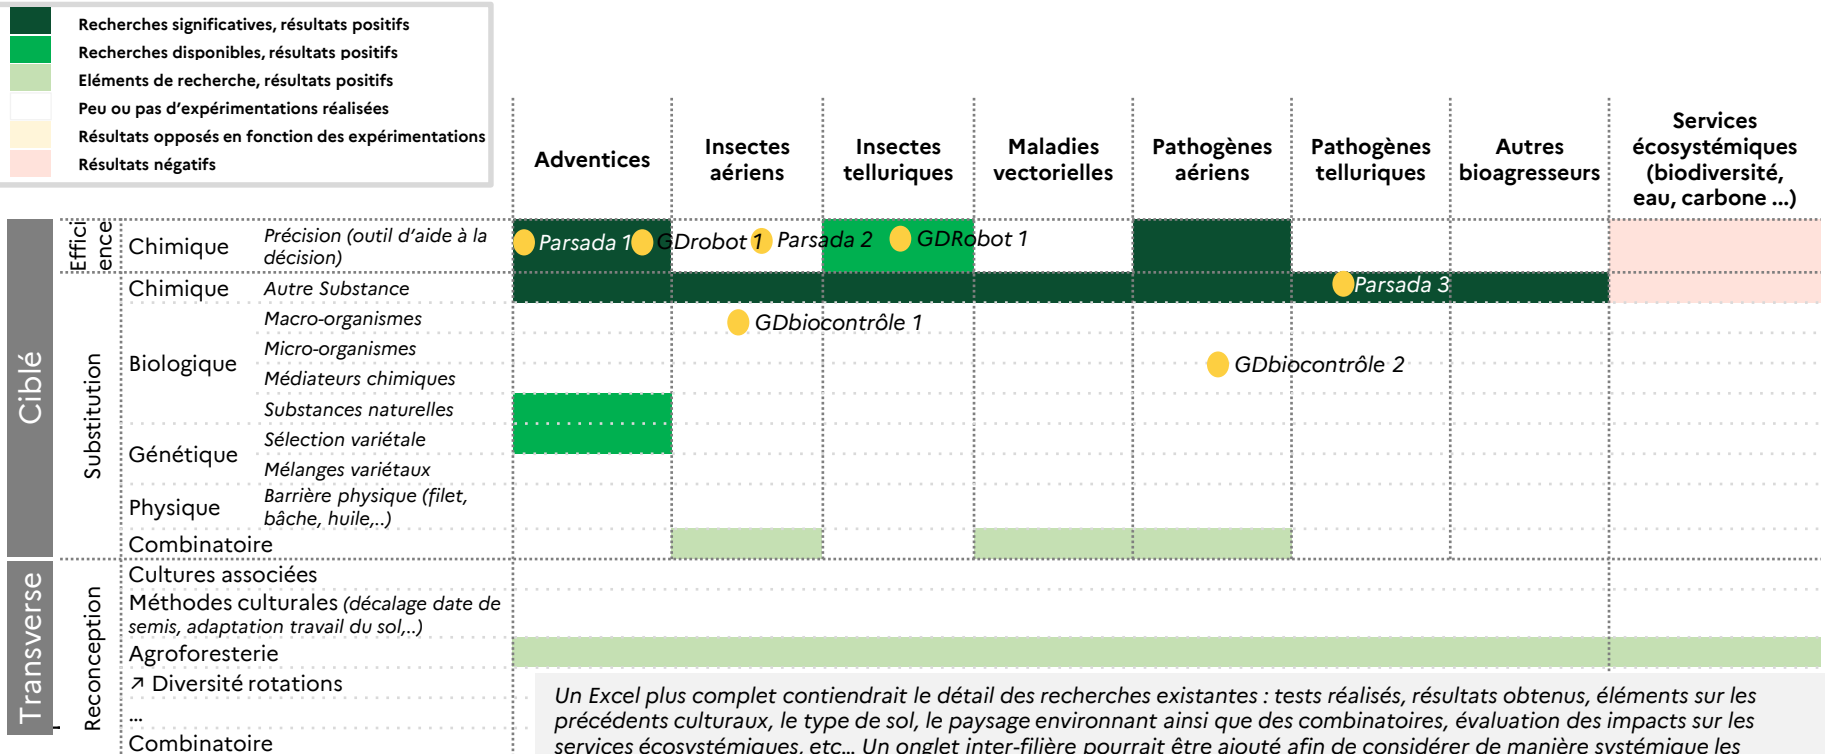 Recherches significatives, résultats positifs
Recherches disponibles, résultats positifs
Eléments de recherche, résultats positifs
Peu ou pas d'expérimentations réalisées
Résultats opposés en fonction des expérimentations
Résultats négatifs
Adventices
Insectes
aériens
Insectes
telluriques
Maladies
vectorielles
Pathogènes
aériens
Pathogènes
telluriques
Autres
bioagresseurs
Services
écosystémiques
(biodiversité,
eau, carbone ...)
Ciblé
Effici
ence
Chimique
Précision (outil d'aide à la
décision)
Parsada 1
GDrobot 1
Parsada 2
GDRobot 1
Substitution
Chimique
Autre Substance
Parsada 3
Biologique
Macro-organismes
GDbiocontrôle 1
Micro-organismes
GDbiocontrôle 2
Médiateurs chimiques
Substances naturelles
Génétique
Sélection variétale
Mélanges variétaux
Physique
Barrière physique (filet,
bâche, huile,..)
Combinatoire
Transverse
Reconception
Cultures associées
Méthodes culturales (décalage date de
semis, adaptation travail du sol,..)
Agroforesterie
↗ Diversité rotations
...
Combinatoire
Un Excel plus complet contiendrait le détail des recherches existantes : tests réalisés, résultats obtenus, éléments sur les
précédents culturaux, le type de sol, le paysage environnant ainsi que des combinatoires, évaluation des impacts sur les
services écosystémiques, etc... Un onglet inter-filière pourrait être ajouté afin de considérer de manière systémique les